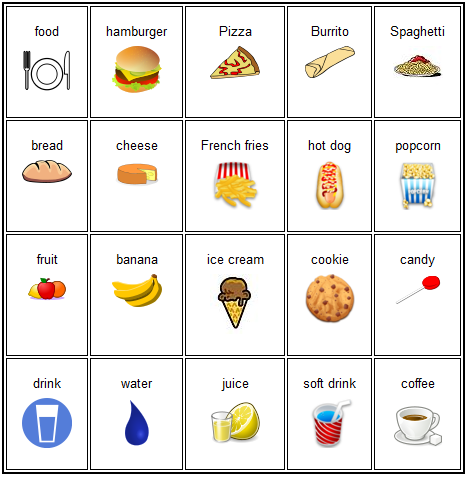 food hamburger Pizza Burrito Spaghetti
bread cheese French fries hot dog popcorn
fruit banana ice cream cookie candy
drink water juice soft drink coffee